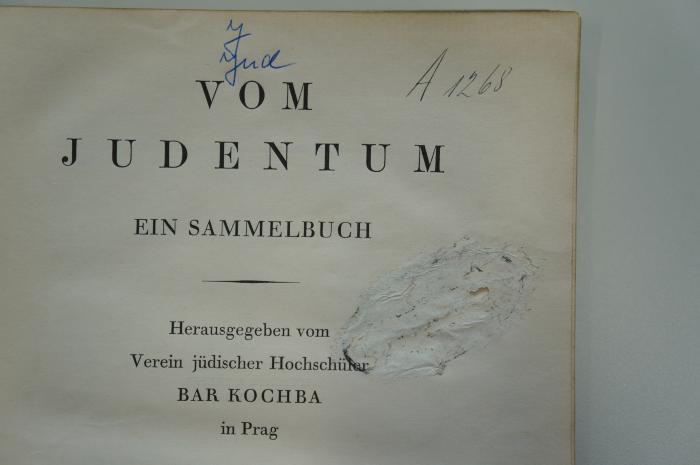 J
Jud
A 1268
VOM
JUDENTUM
EIN SAMMELBUCH
Herausgegeben vom
Verein jüdischer Hochschüler
BAR KOCHBA
in Prag